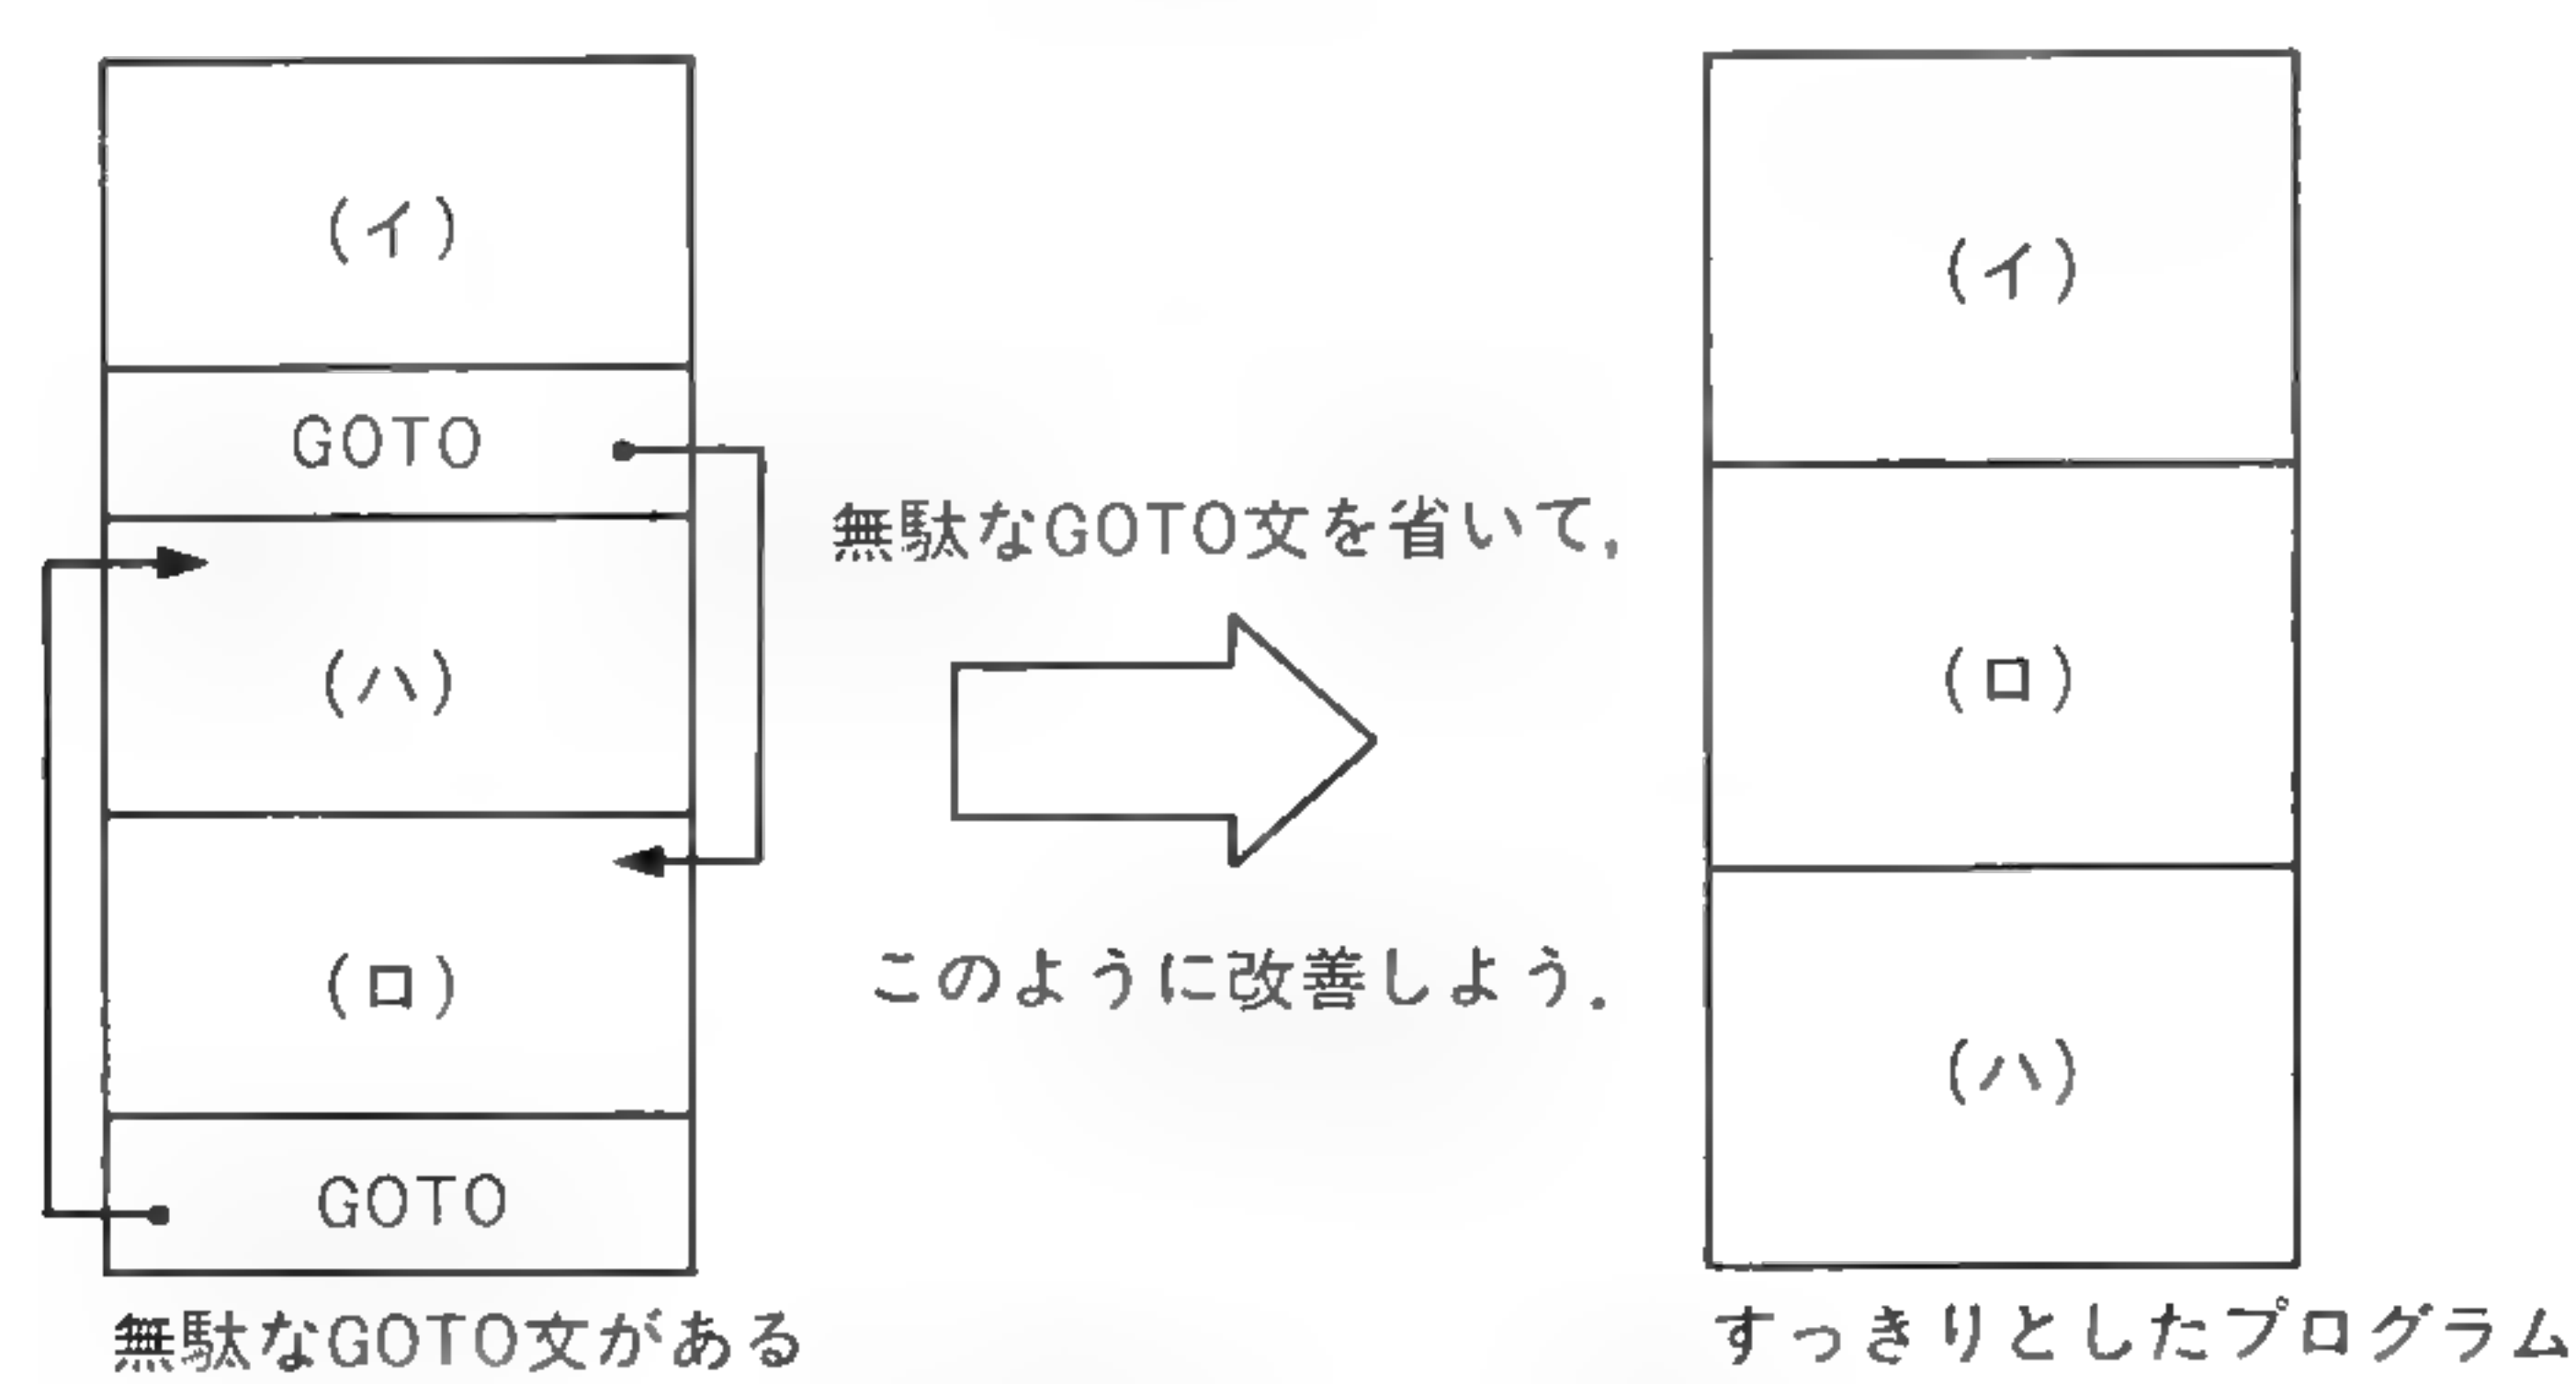 (イ)
GOTO
(ハ)
(ロ)
GOTO
無駄なGOTO文がある
無駄なGOTO文を省いて,
このように改善しよう.
(イ)
(ロ)
(ハ)
すっきりとしたプログラム